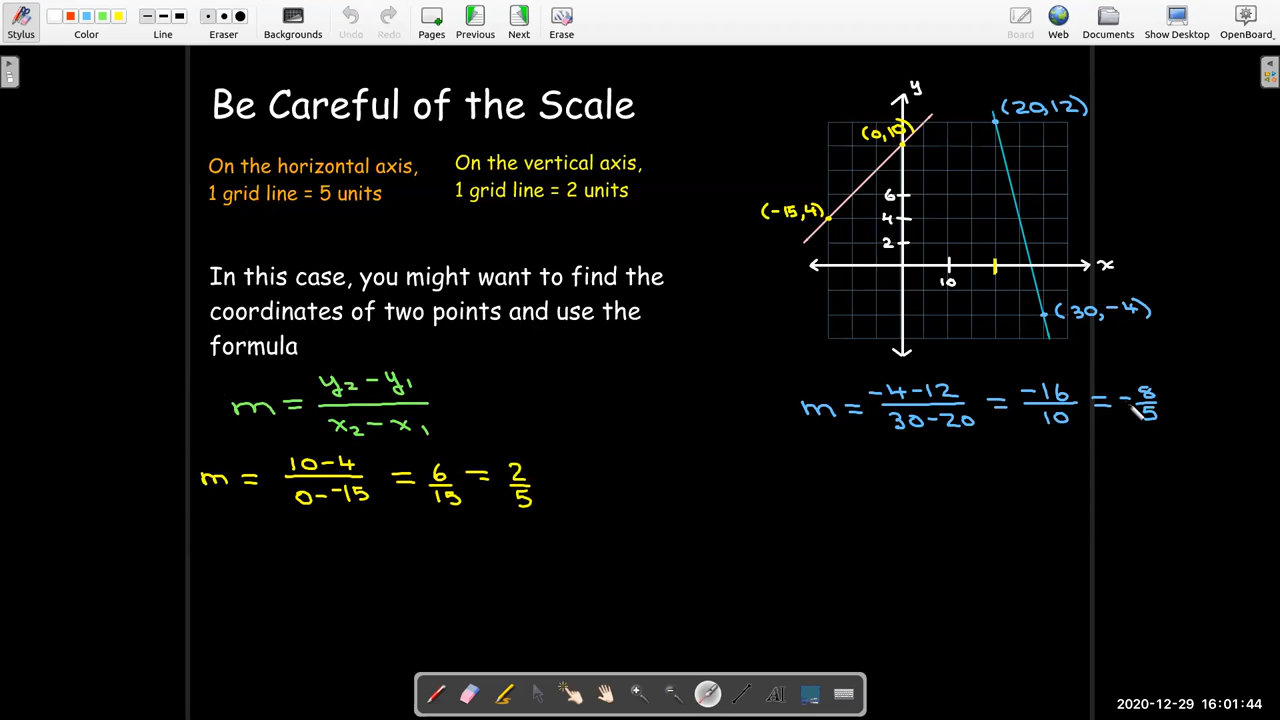 Stylus
Color
Line
Eraser
Backgrounds
Undo
Redo
Pages
Previous
Next
Erase
Board
Web
Documents
Show Desktop
OpenBoard
Be Careful of the Scale
On the horizontal axis,
1 grid line = 5 units
On the vertical axis,
1 grid line = 2 units
In this case, you might want to find the
coordinates of two points and use the
formula
m = y₂ - y₁ / x₂ - x₁
m = 10-4 / 0--15 = 6/15 = 2/5
y
(20,12)
(0,10)
6
(-15,4)
4
2
x
10
(30,-4)
m = -4-12 / 30-20 = -16/10 = -8/5
AI
2020-12-29 16:01:44